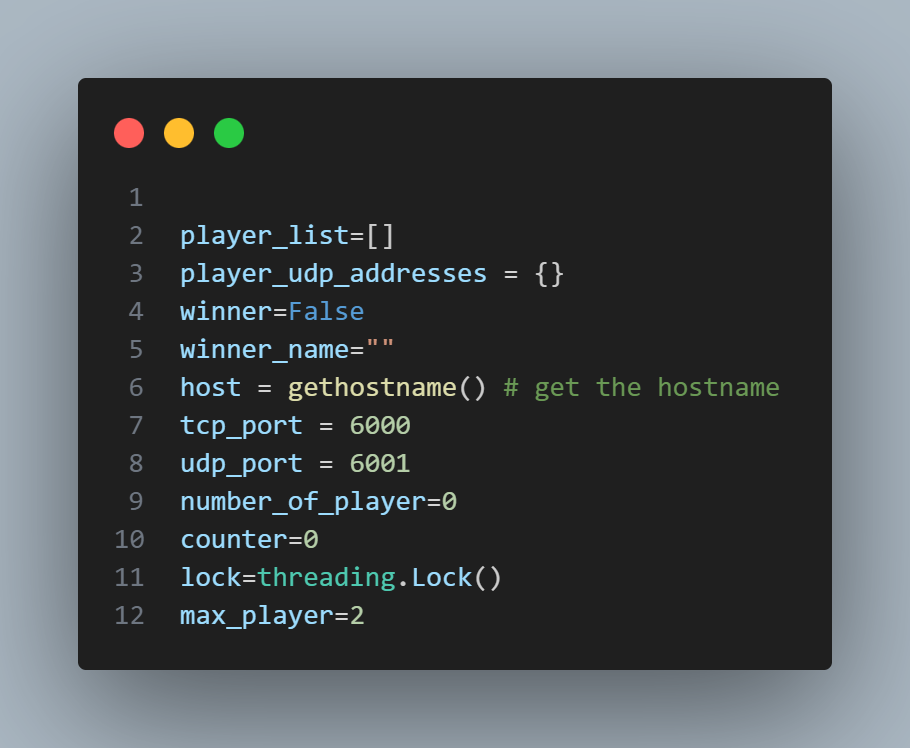 1
2 player_list=[]
3 player_udp_addresses = {}
4 winner=False
5 winner_name=""
6 host = gethostname() # get the hostname
7 tcp_port = 6000
8 udp_port = 6001
9 number_of_player=0
10 counter=0
11 lock=threading.Lock()
12 max_player=2